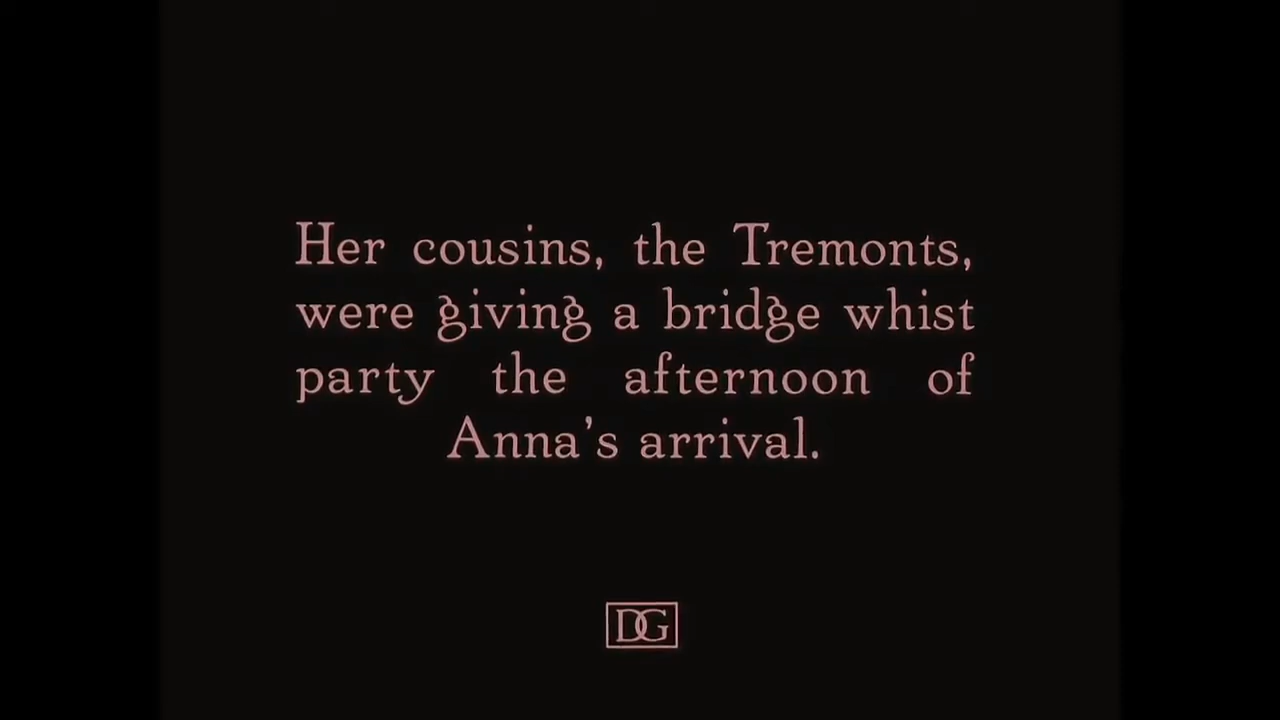 Her cousins, the Tremonts,
were giving a bridge whist
party the afternoon of
Anna's arrival.
DG